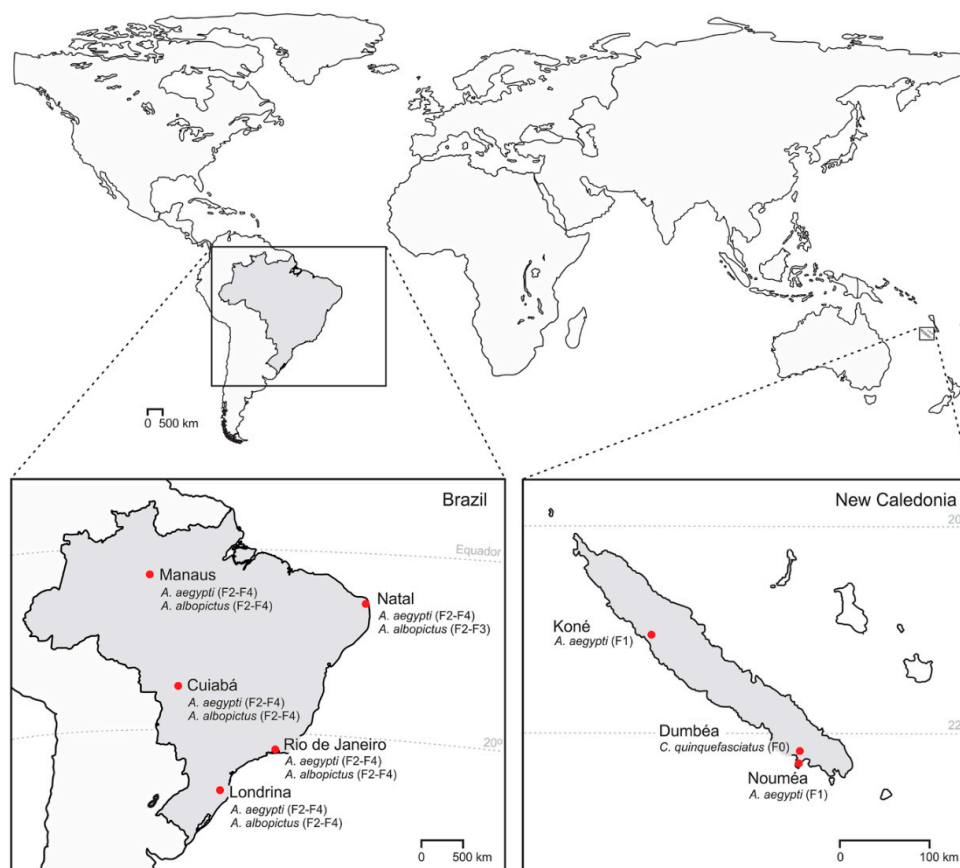 0 500 km
Brazil
Equador
Manaus
A. aegypti (F2-F4)
A. albopictus (F2-F4)
Natal
A. aegypti (F2-F4)
A. albopictus (F2-F3)
Cuiabá
A. aegypti (F2-F4)
A. albopictus (F2-F4)
20º
Rio de Janeiro
A. aegypti (F2-F4)
A. albopictus (F2-F4)
Londrina
A. aegypti (F2-F4)
A. albopictus (F2-F4)
0 500 km
New Caledonia
20
Koné
A. aegypti (F1)
22
Dumbéa
C. quinquefasciatus (F0)
Nouméa
A. aegypti (F1)
0 100 km